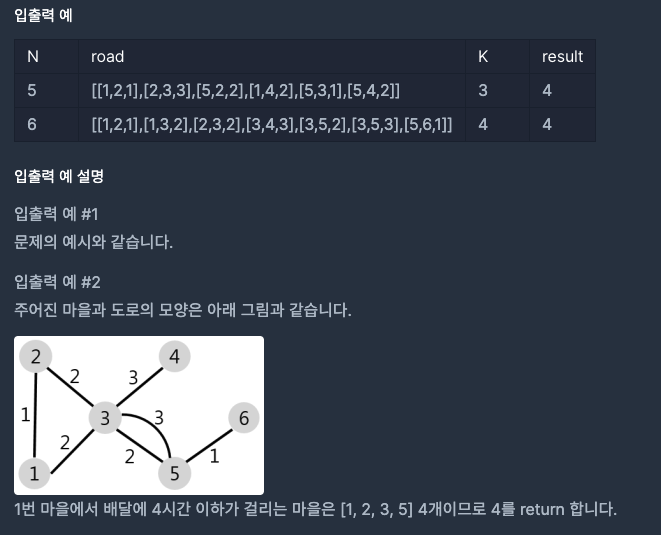 입출력 예
N road K result
5 [[1,2,1],[2,3,3],[5,2,2],[1,4,2],[5,3,1],[5,4,2]] 3 4
6 [[1,2,1],[1,3,2],[2,3,2],[3,4,3],[3,5,2],[3,5,3],[5,6,1]] 4 4
입출력 예 설명
입출력 예 #1
문제의 예시와 같습니다.
입출력 예 #2
주어진 마을과 도로의 모양은 아래 그림과 같습니다.
2 4
2 3
1 3 3 6
2 2 1
1 5
1번 마을에서 배달에 4시간 이하가 걸리는 마을은 [1, 2, 3, 5] 4개이므로 4를 return 합니다.